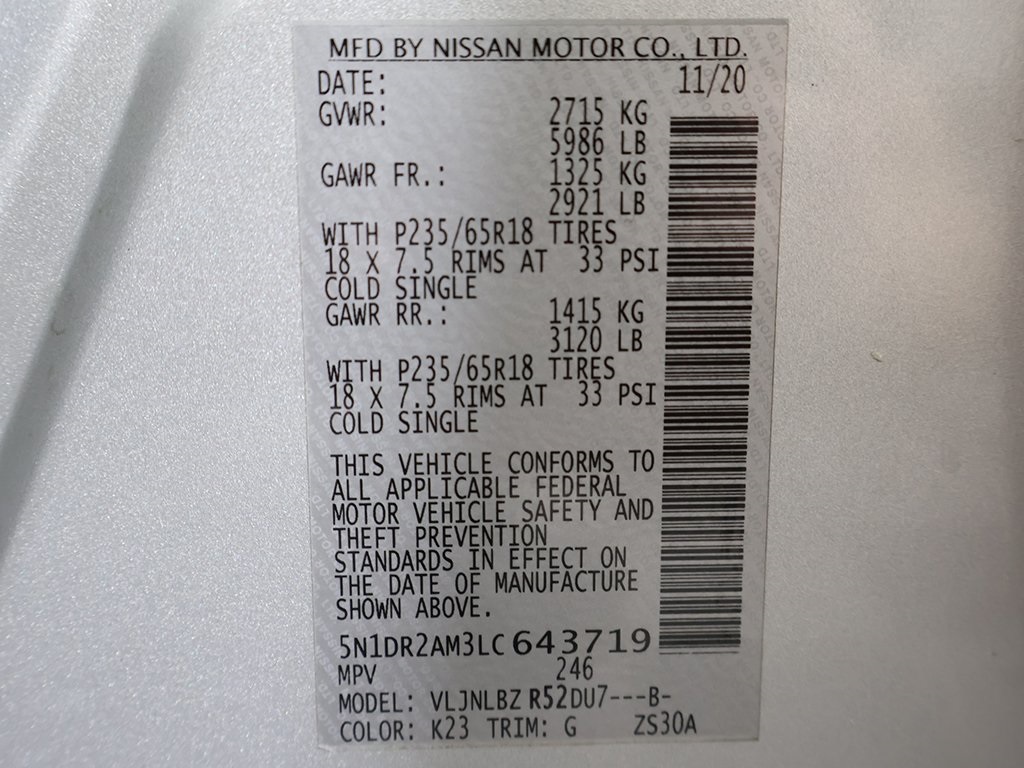 MFD BY NISSAN MOTOR CO., LTD.
DATE: 11/20
GVWR: 2715 KG
5986 LB
GAWR FR.: 1325 KG
2921 LB
WITH P235/65R18 TIRES
18 X 7.5 RIMS AT 33 PSI
COLD SINGLE
GAWR RR.: 1415 KG
3120 LB
WITH P235/65R18 TIRES
18 X 7.5 RIMS AT 33 PSI
COLD SINGLE
THIS VEHICLE CONFORMS TO
ALL APPLICABLE FEDERAL
MOTOR VEHICLE SAFETY AND
THEFT PREVENTION
STANDARDS IN EFFECT ON
THE DATE OF MANUFACTURE
SHOWN ABOVE.
5N1DR2AM3LC643719
MPV 246
MODEL: VLJNLBZ R52DU7---B-
COLOR: K23 TRIM: G ZS30A